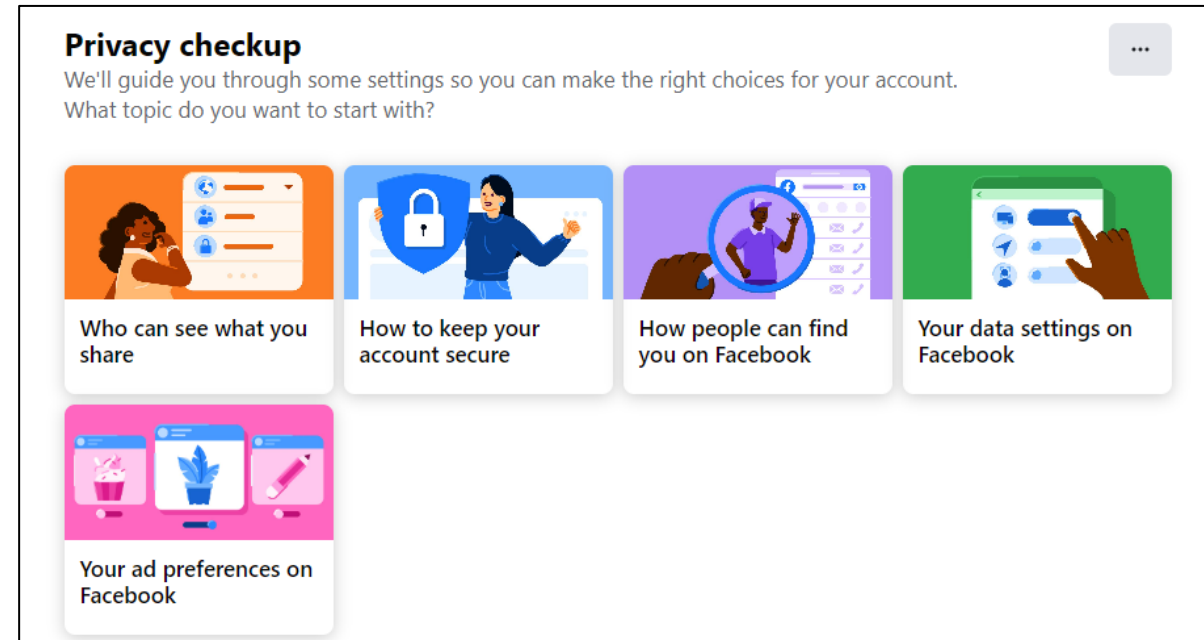 Privacy checkup
We'll guide you through some settings so you can make the right choices for your account.
What topic do you want to start with?
Who can see what you
share
How to keep your
account secure
How people can find
you on Facebook
Your data settings on
Facebook
Your ad preferences on
Facebook